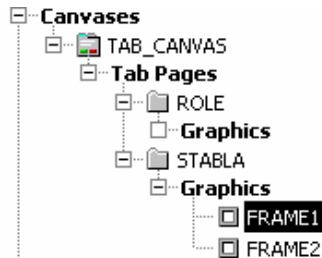 Canvases
TAB_CANVAS
Tab Pages
ROLE
Graphics
STABLA
Graphics
FRAME1
FRAME2